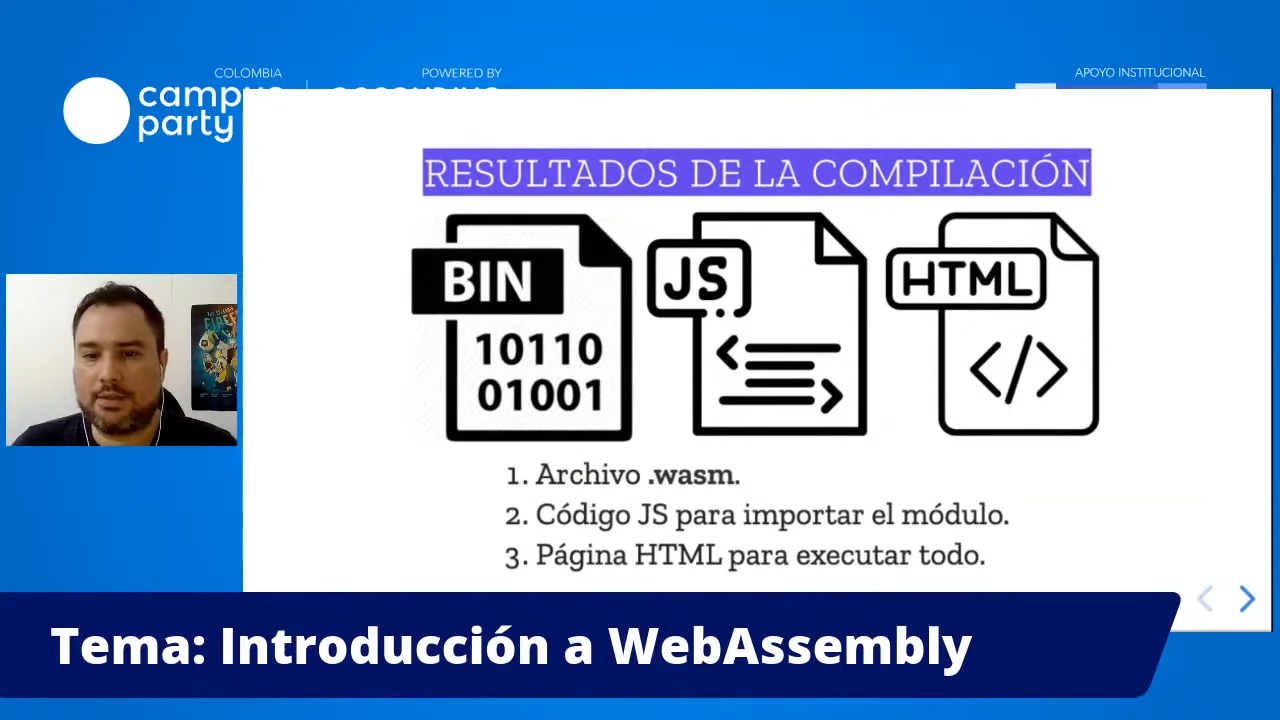 COLOMBIA
POWERED BY
APOYO INSTITUCIONAL
campus
party
RESULTADOS DE LA COMPILACIÓN
BIN
10110
01001
JS
HTML
</>
1. Archivo .wasm.
2. Código JS para importar el módulo.
3. Página HTML para executar todo.
Tema: Introducción a WebAssembly